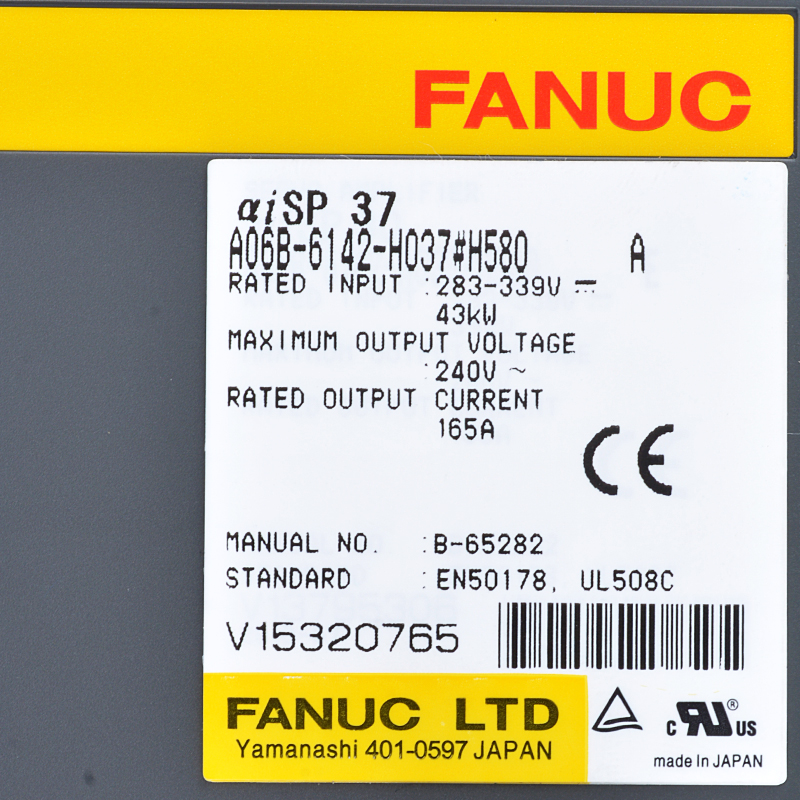 FANUC
αiSP 37
A06B-6142-H037#H580 A
RATED INPUT :283-339V ⎓
43kW
MAXIMUM OUTPUT VOLTAGE
:240V ~
RATED OUTPUT CURRENT
165A
CE
MANUAL NO. :B-65282
STANDARD :EN50178, UL508C
V15320765
FANUC LTD
Yamanashi 401-0597 JAPAN
c RU ® US
made In JAPAN